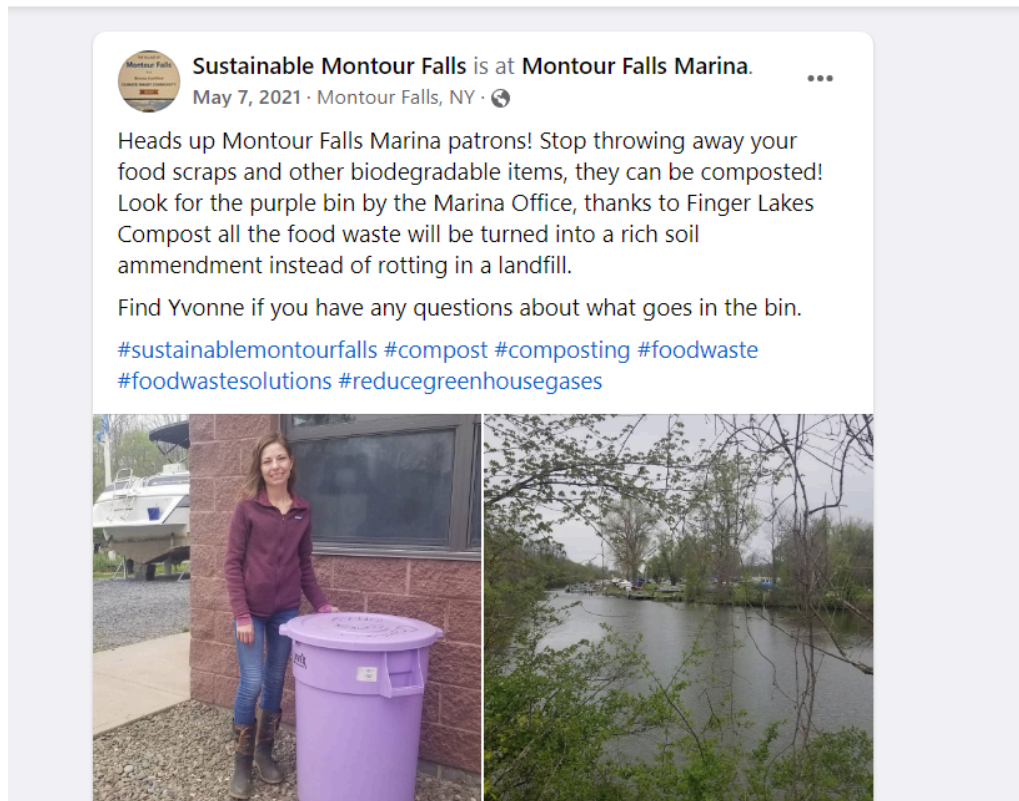 Sustainable Montour Falls is at Montour Falls Marina.
May 7, 2021 · Montour Falls, NY ·
Heads up Montour Falls Marina patrons! Stop throwing away your
food scraps and other biodegradable items, they can be composted!
Look for the purple bin by the Marina Office, thanks to Finger Lakes
Compost all the food waste will be turned into a rich soil
ammendment instead of rotting in a landfill.
Find Yvonne if you have any questions about what goes in the bin.
#sustainablemontourfalls #compost #composting #foodwaste
#foodwastesolutions #reducegreenhousegases
Montour Falls